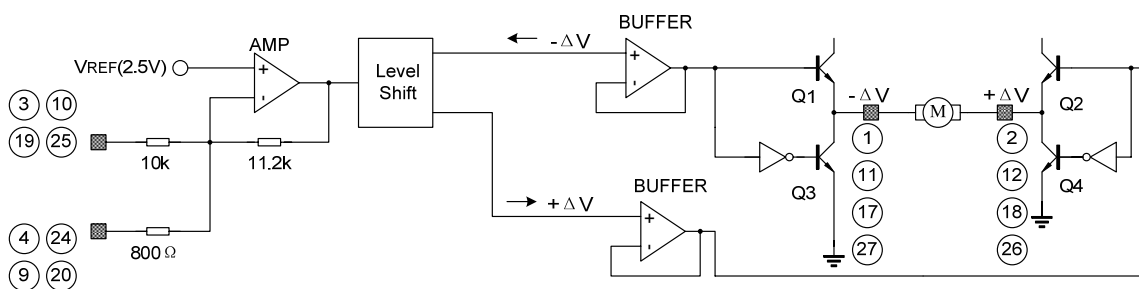 BUFFER
AMP
VREF(2.5V)
+
-
Level
Shift
-ΔV
+
-
Q1
Q2
3 10
19 25
10k
11.2k
-ΔV
M
+ΔV
1
2
Q3
Q4
11
12
BUFFER
+ΔV
17
18
4 24
800Ω
+
-
27
26
9 20